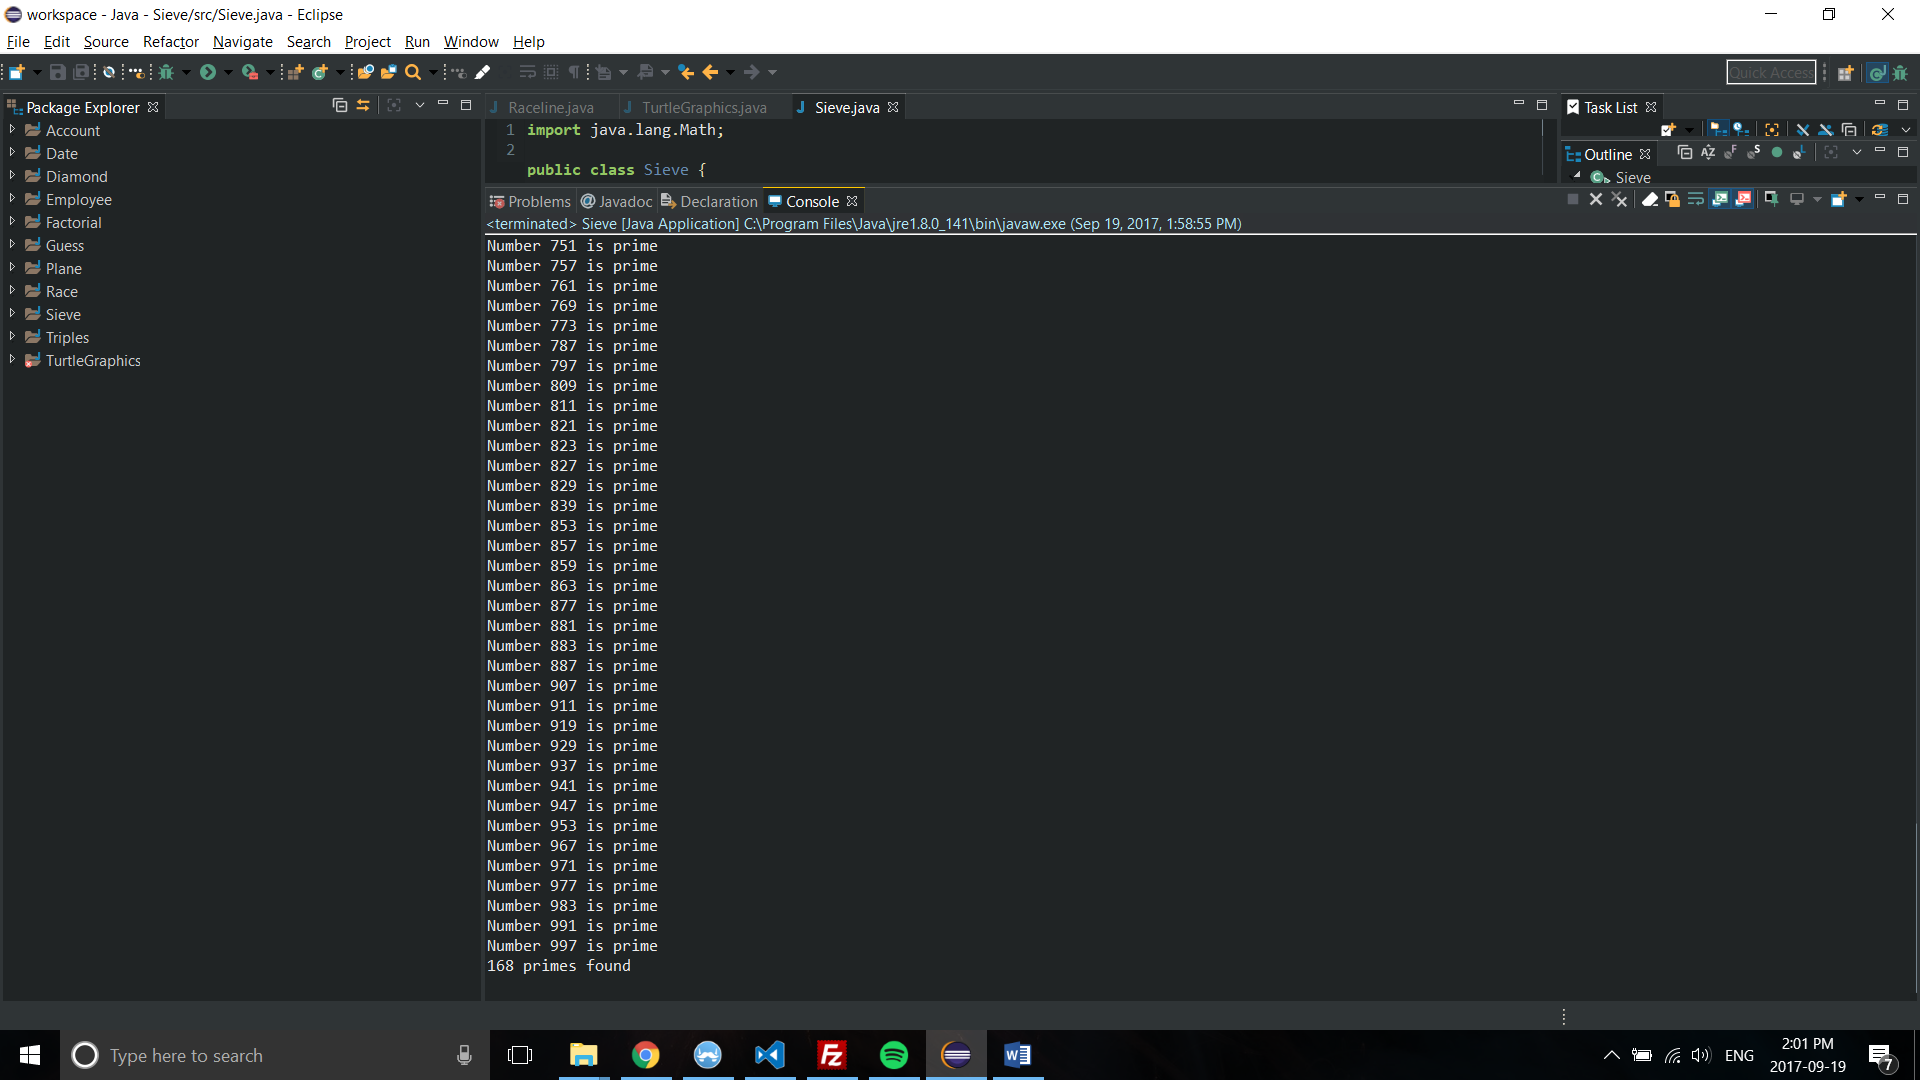 workspace - Java - Sieve/src/Sieve.java - Eclipse
File Edit Source Refactor Navigate Search Project Run Window Help
Quick Access
Package Explorer
Account
Date
Diamond
Employee
Factorial
Guess
Plane
Race
Sieve
Triples
TurtleGraphics
Raceline.java TurtleGraphics.java Sieve.java
1 import java.lang.Math;
2
public class Sieve {
Task List
Outline
Sieve
Problems @ Javadoc Declaration Console
<terminated> Sieve [Java Application] C:\Program Files\Java\jre1.8.0_141\bin\javaw.exe (Sep 19, 2017, 1:58:55 PM)
Number 751 is prime
Number 757 is prime
Number 761 is prime
Number 769 is prime
Number 773 is prime
Number 787 is prime
Number 797 is prime
Number 809 is prime
Number 811 is prime
Number 821 is prime
Number 823 is prime
Number 827 is prime
Number 829 is prime
Number 839 is prime
Number 853 is prime
Number 857 is prime
Number 859 is prime
Number 863 is prime
Number 877 is prime
Number 881 is prime
Number 883 is prime
Number 887 is prime
Number 907 is prime
Number 911 is prime
Number 919 is prime
Number 929 is prime
Number 937 is prime
Number 941 is prime
Number 947 is prime
Number 953 is prime
Number 967 is prime
Number 971 is prime
Number 977 is prime
Number 983 is prime
Number 991 is prime
Number 997 is prime
168 primes found
Type here to search
ENG
2:01 PM
2017-09-19
7